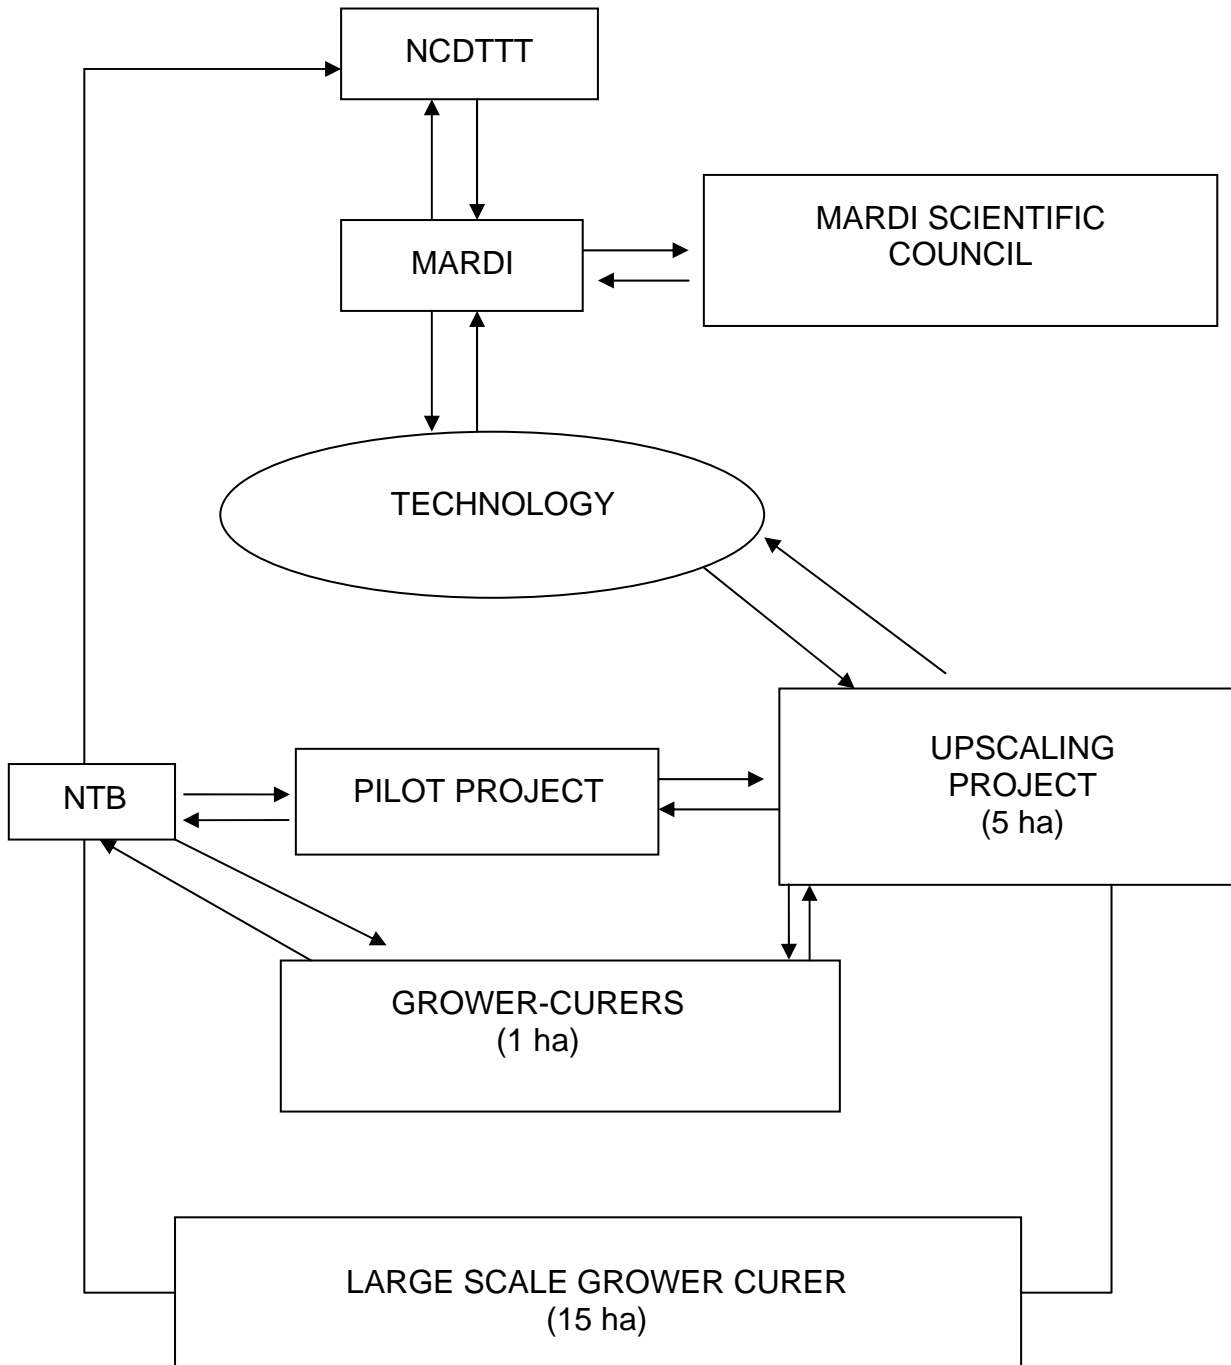 NCDTTT
MARDI SCIENTIFIC
COUNCIL
MARDI
TECHNOLOGY
UPSCALING
PROJECT
(5 ha)
NTB
PILOT PROJECT
GROWER-CURERS
(1 ha)
LARGE SCALE GROWER CURER
(15 ha)